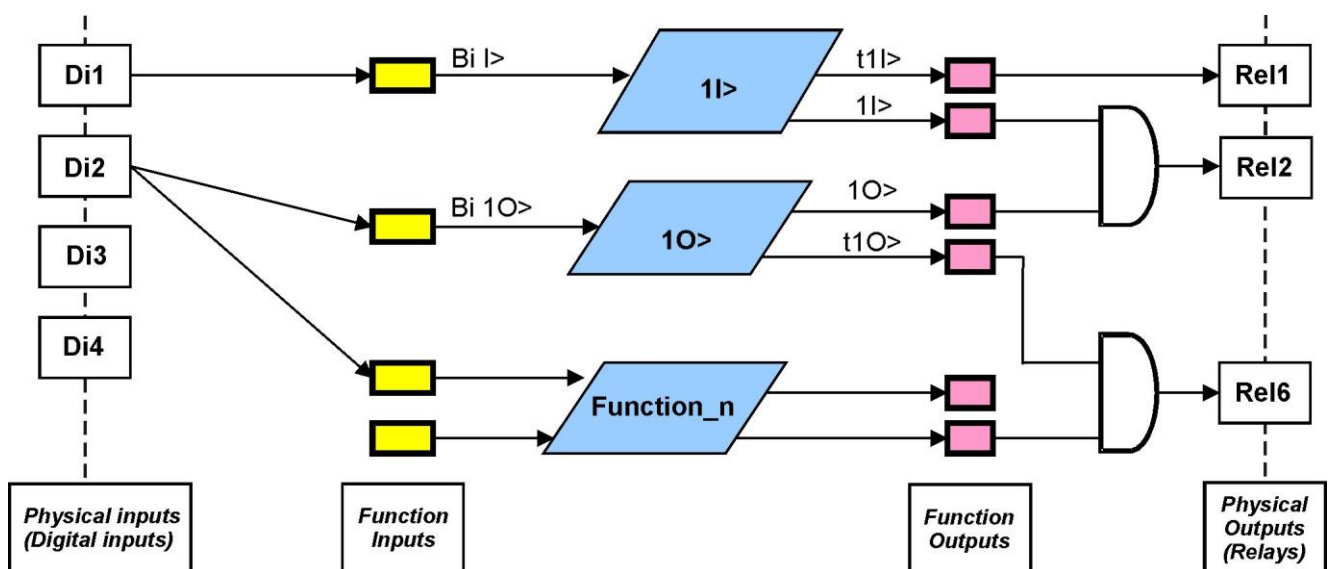 Di1
Bi I>
1I>
t1I>
Rel1
1I>
Di2
Rel2
Bi 1O>
1O>
1O>
t1O>
Di3
Di4
Function_n
Rel6
Physical inputs
(Digital inputs)
Function
Inputs
Function
Outputs
Physical
Outputs
(Relays)